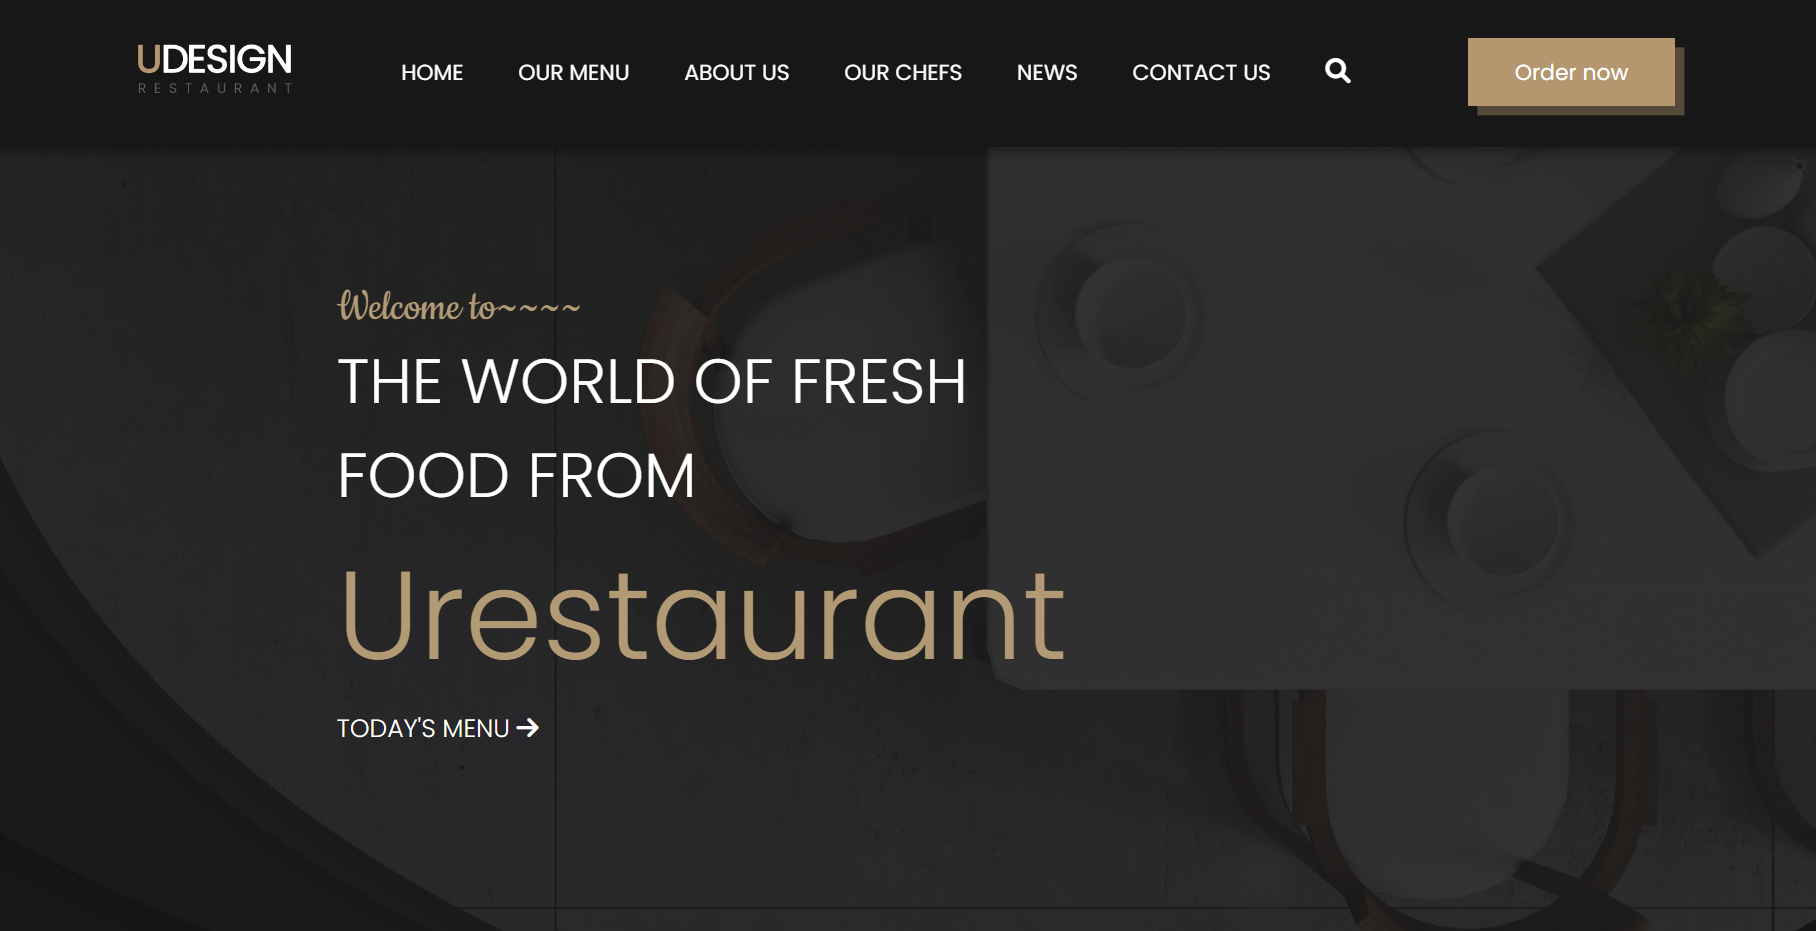 UDESIGN
RESTAURANT
HOME OUR MENU ABOUT US OUR CHEFS NEWS CONTACT US
Order now
Welcome to~~~~
THE WORLD OF FRESH
FOOD FROM
Urestaurant
TODAY'S MENU